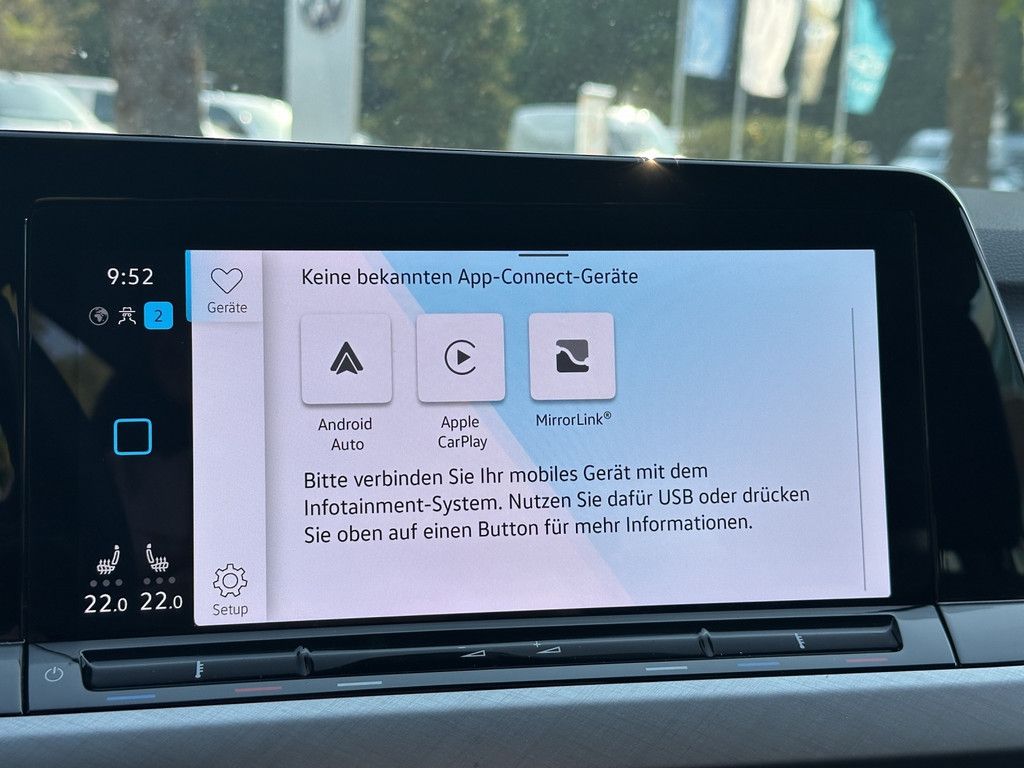 9:52
2
Geräte
Keine bekannten App-Connect-Geräte
Android
Auto
Apple
CarPlay
MirrorLink®
Bitte verbinden Sie Ihr mobiles Gerät mit dem
Infotainment-System. Nutzen Sie dafür USB oder drücken
Sie oben auf einen Button für mehr Informationen.
22.0 22.0
Setup